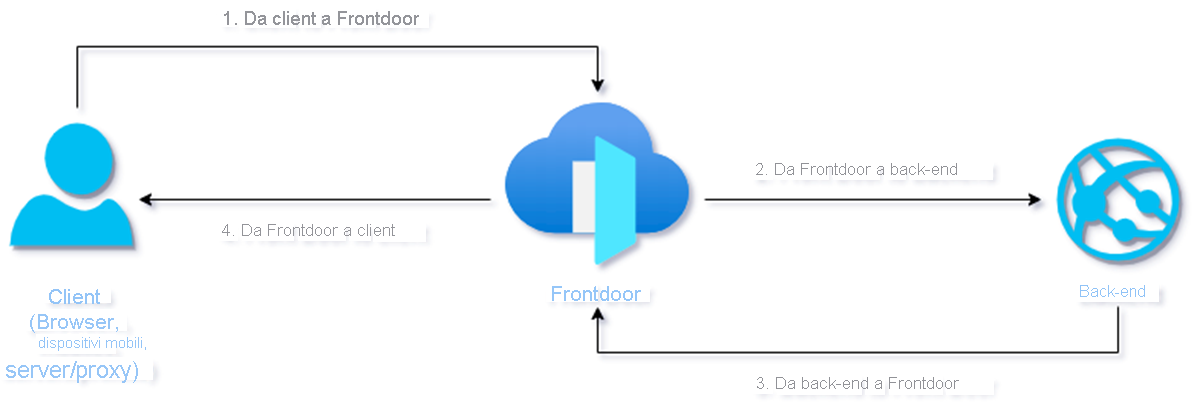 1. Da client a Frontdoor
2. Da Frontdoor a back-end
4. Da Frontdoor a client
Client
(Browser,
dispositivi mobili,
server/proxy)
Frontdoor
Back-end
3. Da back-end a Frontdoor